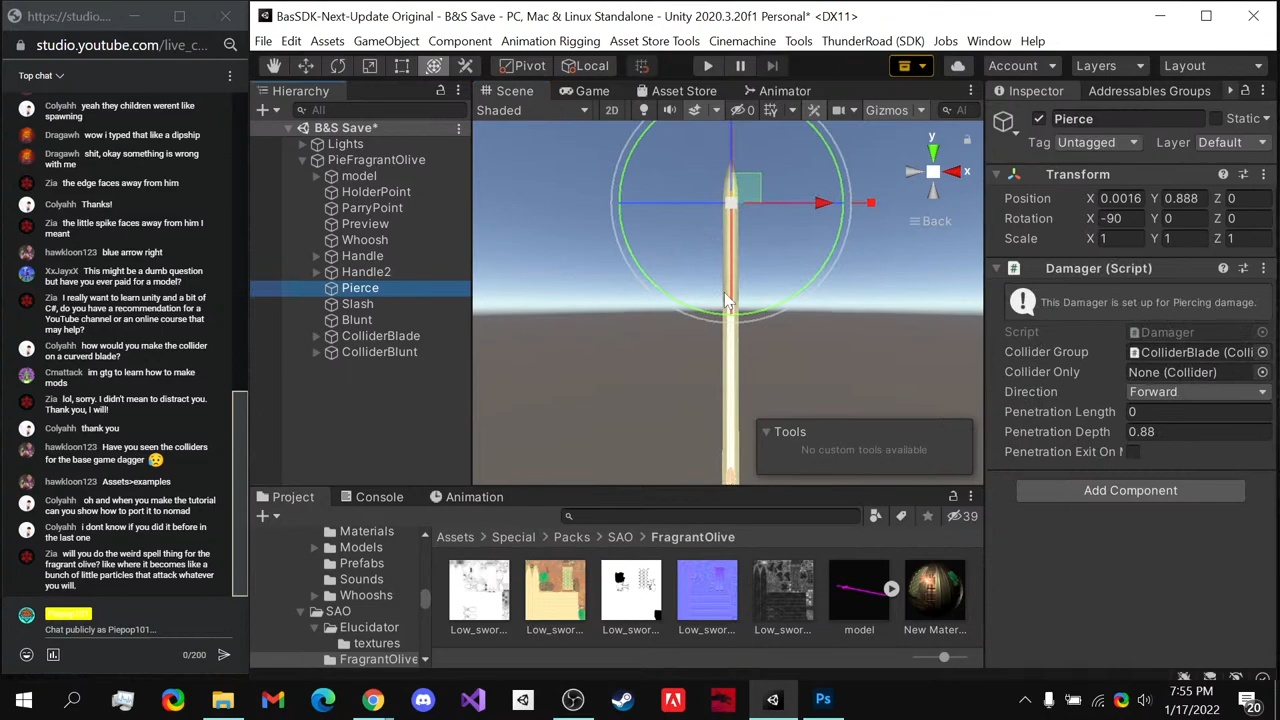 https://studio...
studio.youtube.com/live_c...
Top chat
Colyahh yeah they children werent like spawning
Dragawh wow i typed that like a dipship
Dragawh shit, okay something is wrong with me
Zia the edge faces away from him
Colyahh Thanks!
Zia the little spike faces away from him I meant
hawkloon123 blue arrow right
XxJayxX This might be a dumb question but have you ever paid for a model?
Zia I really want to learn unity and a bit of C#, do you have a recommendation for a YouTube channel or an online course that may help?
Colyahh how would you make the collider on a curverd blade?
Cmattack im gtg to learn how to make mods
Zia lol, sorry. I didn't mean to distract you. Thank you, I will!
Colyahh thank you
hawkloon123 Have you seen the colliders for the base game dagger 😥
hawkloon123 Assets>examples
Colyahh oh and when you make the tutorial can you show how to port it to nomad
Colyahh i dont know if you did it before in the last one
Zia will you do the weird spell thing for the fragrant olive? like where it becomes like a bunch of little particles that attack whatever you will.
Piepop101
Chat publicly as Piepop101...
0/200
BasSDK-Next-Update Original - B&S Save - PC, Mac & Linux Standalone - Unity 2020.3.20f1 Personal* <DX11>
File Edit Assets GameObject Component Animation Rigging Asset Store Tools Cinemachine Tools ThunderRoad (SDK) Jobs Window Help
Pivot Local Account Layers Layout
Hierarchy
All
B&S Save*
Lights
PieFragrantOlive
model
HolderPoint
ParryPoint
Preview
Whoosh
Handle
Handle2
Pierce
Slash
Blunt
ColliderBlade
ColliderBlunt
Scene Game Asset Store Animator
Shaded 2D 0 Gizmos Al
y
x
Back
Tools
No custom tools available
Inspector Addressables Groups
Pierce Static
Tag Untagged Layer Default
Transform
Position X 0.0016 Y 0.888 Z 0
Rotation X -90 Y 0 Z 0
Scale X 1 Y 1 Z 1
Damager (Script)
This Damager is set up for Piercing damage.
Script Damager
Collider Group ColliderBlade (Colli
Collider Only None (Collider)
Direction Forward
Penetration Length 0
Penetration Depth 0.88
Penetration Exit On M
Add Component
Project Console Animation
39
Materials
Models
Prefabs
Sounds
Whooshs
SAO
Elucidator
textures
FragrantOlive
Assets Special Packs SAO FragrantOlive
Low_swor... Low_swor... Low_swor... Low_swor... Low_swor... model New Mater...
Ps
7:55 PM
1/17/2022
20